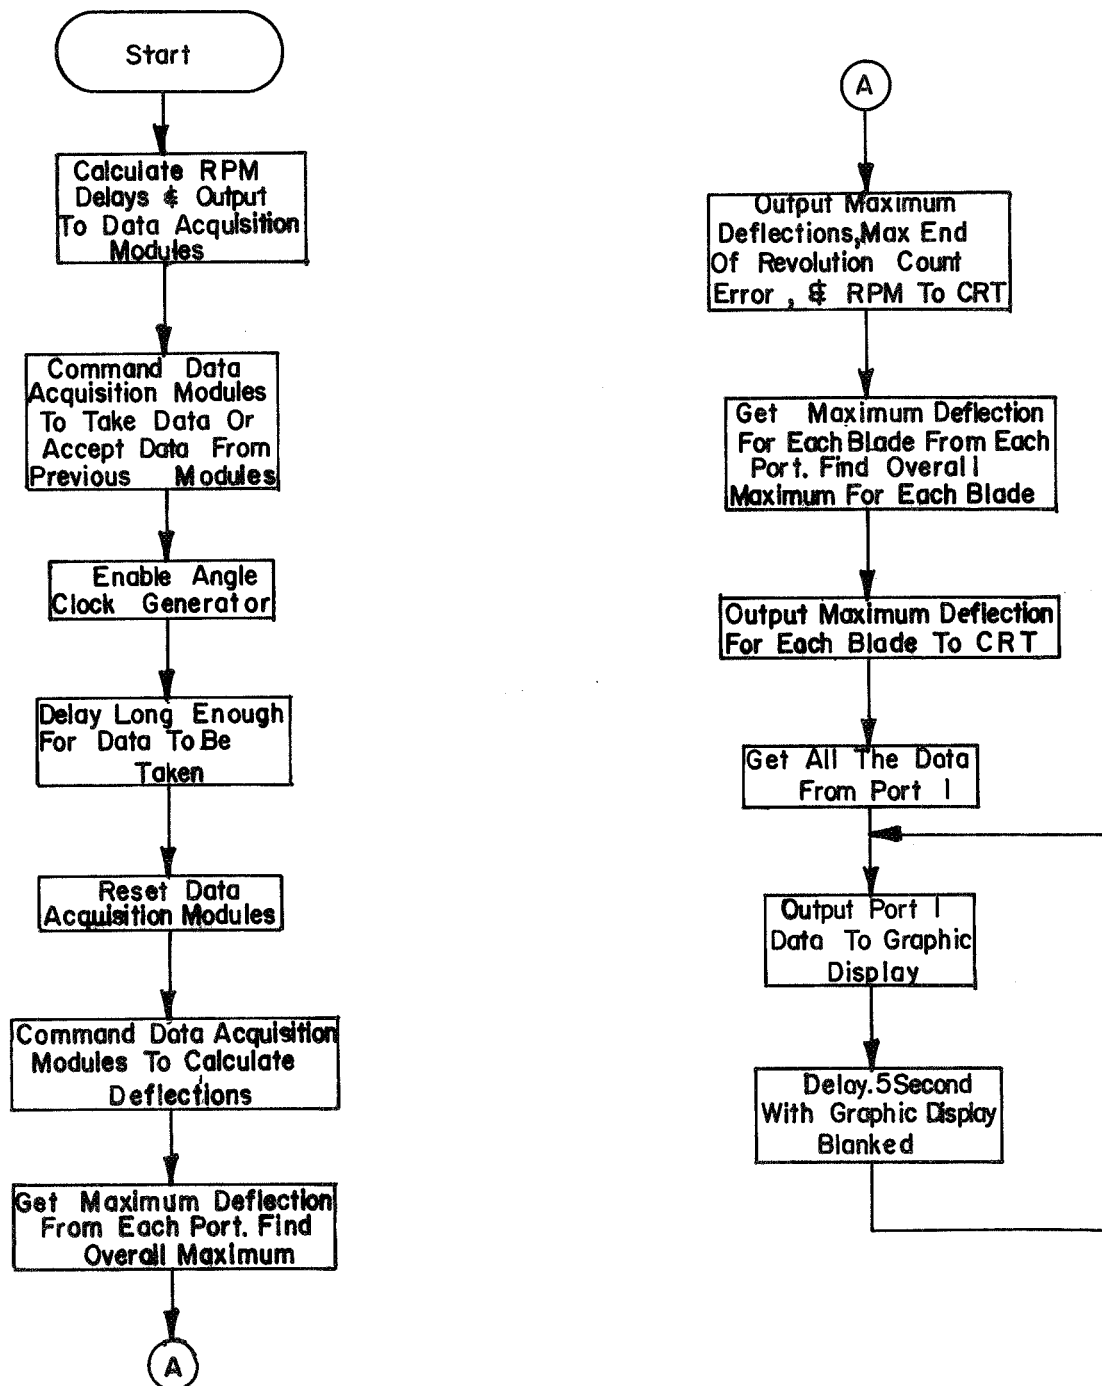 Start
Calculate RPM
Delays & Output
To Data Acquisition
Modules
Command Data
Acquisition Modules
To Take Data Or
Accept Data From
Previous Modules
Enable Angle
Clock Generator
Delay Long Enough
For Data To Be
Taken
Reset Data
Acquisition Modules
Command Data Acquisition
Modules To Calculate
Deflections
Get Maximum Deflection
From Each Port. Find
Overall Maximum
A
A
Output Maximum
Deflections, Max End
Of Revolution Count
Error, & RPM To CRT
Get Maximum Deflection
For Each Blade From Each
Port. Find Overall
Maximum For Each Blade
Output Maximum Deflection
For Each Blade To CRT
Get All The Data
From Port 1
Output Port 1
Data To Graphic
Display
Delay .5 Second
With Graphic Display
Blanked